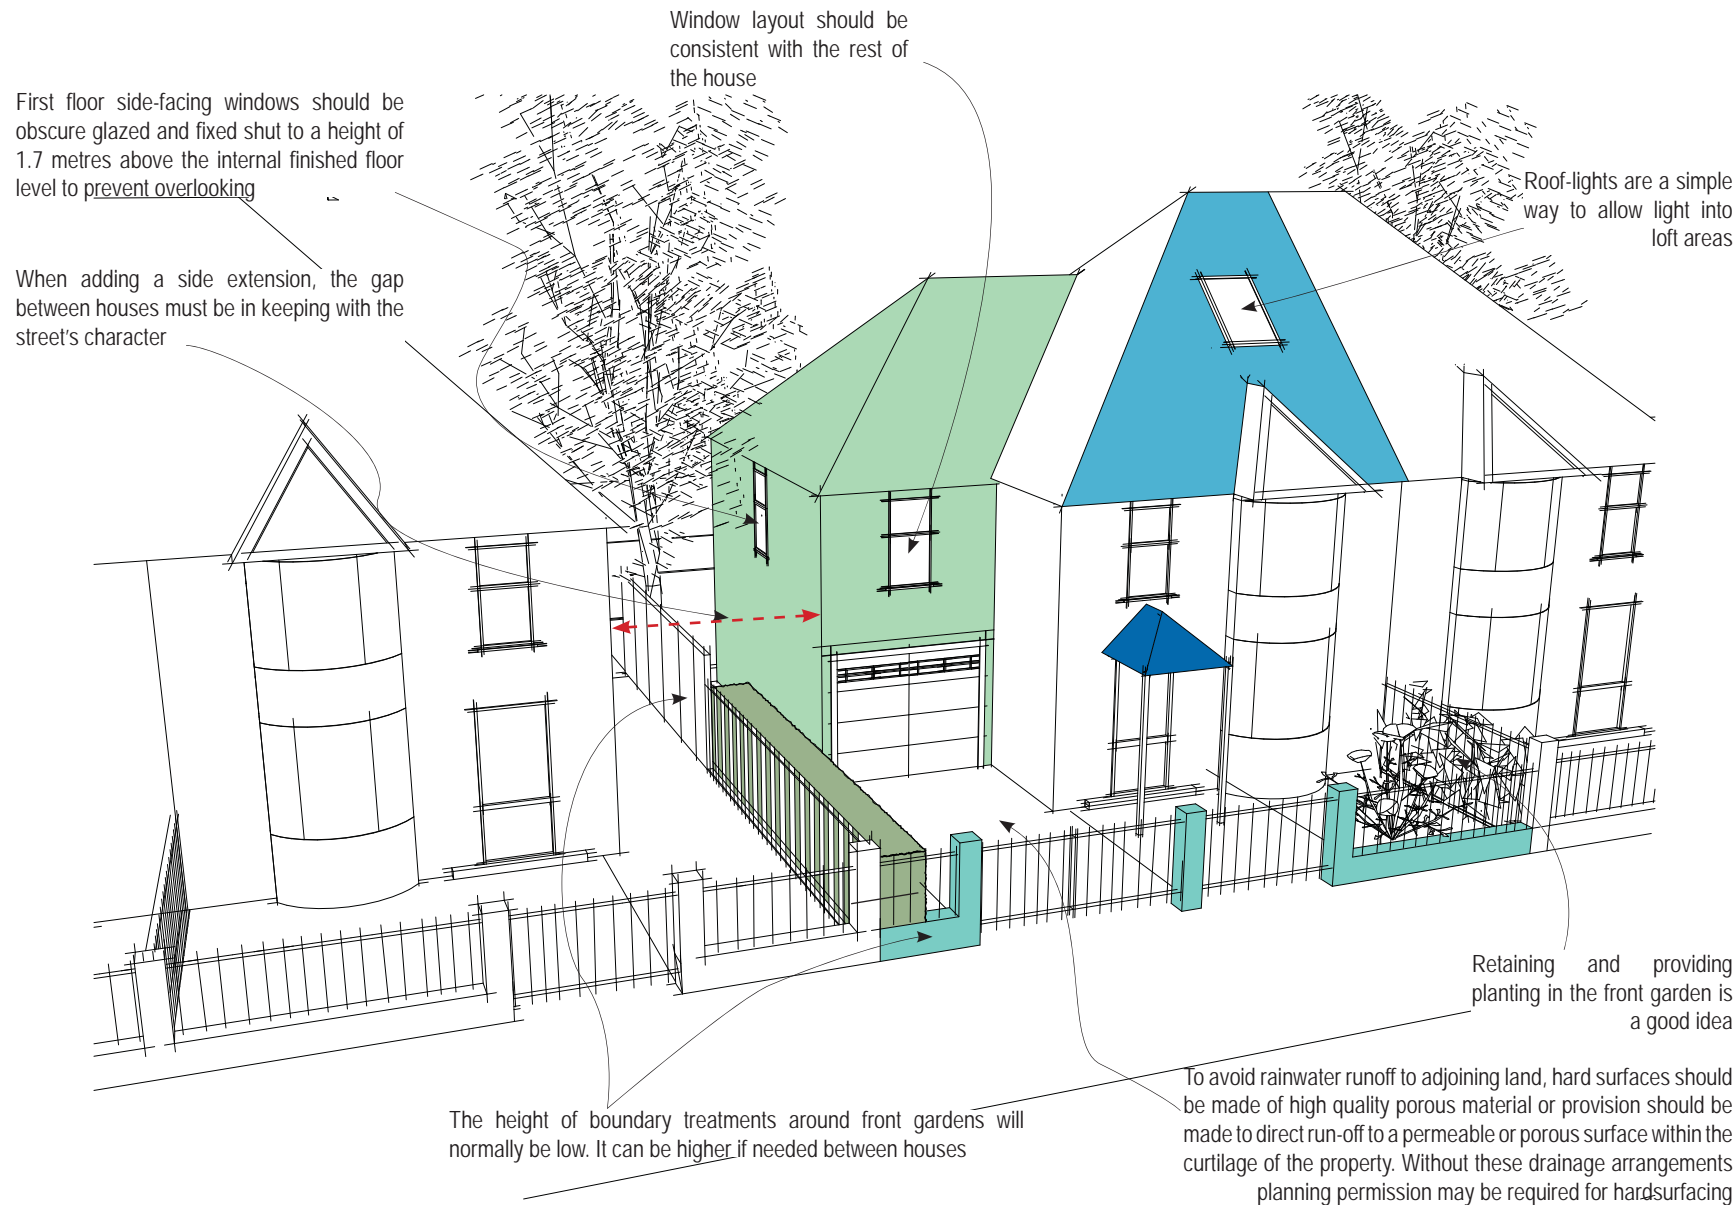 Window layout should be
consistent with the rest of
the house
First floor side-facing windows should be
obscure glazed and fixed shut to a height of
1.7 metres above the internal finished floor
level to prevent overlooking
Roof-lights are a simple
way to allow light into
loft areas
When adding a side extension, the gap
between houses must be in keeping with the
street's character
Retaining and providing
planting in the front garden is
a good idea
To avoid rainwater runoff to adjoining land, hard surfaces should
be made of high quality porous material or provision should be
made to direct run-off to a permeable or porous surface within the
curtilage of the property. Without these drainage arrangements
planning permission may be required for hardsurfacing
The height of boundary treatments around front gardens will
normally be low. It can be higher if needed between houses